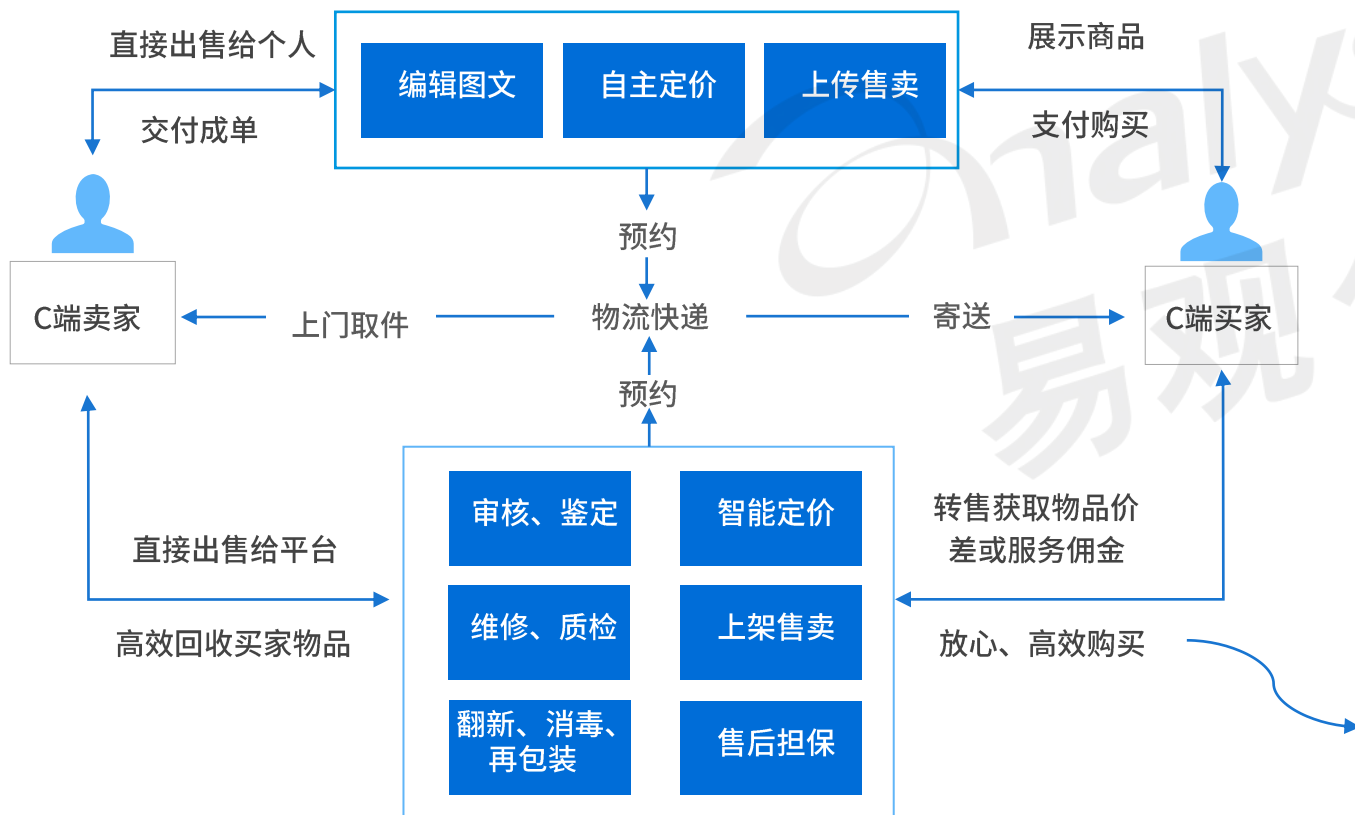 直接出售给个人
展示商品
编辑图文
自主定价
上传售卖
交付成单
支付购买
预约
C端卖家
上门取件
物流快递
寄送
C端买家
预约
审核、鉴定
智能定价
转售获取物品价
差或服务佣金
直接出售给平台
维修、质检
上架售卖
高效回收买家物品
放心、高效购买
翻新、消毒、
再包装
售后担保
nalys
易观